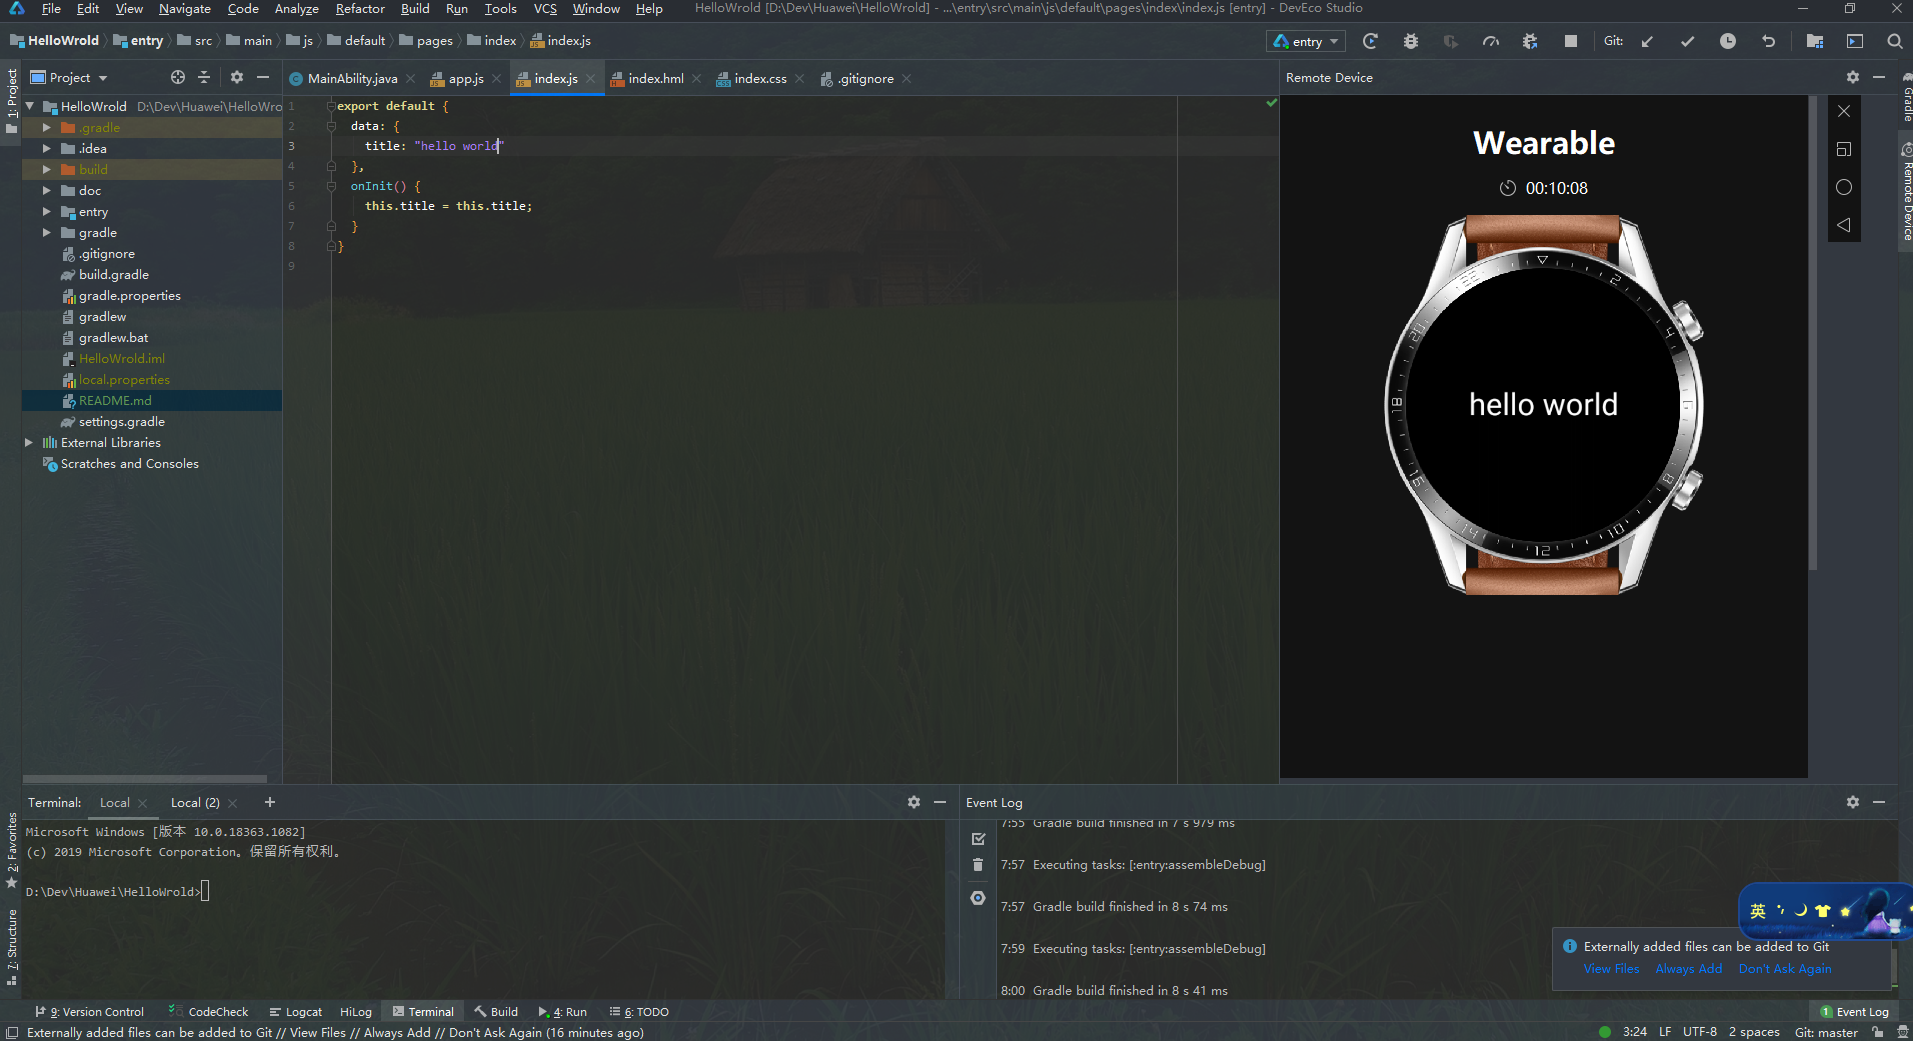 File Edit View Navigate Code Analyze Refactor Build Run Tools VCS Window Help HelloWrold [D:\Dev\Huawei\HelloWrold] - ...\entry\src\main\js\default\pages\index\index.js [entry] - DevEco Studio
HelloWrold entry src main js default pages index index.js entry Git:
Project
MainAbility.java app.js index.js index.hml index.css .gitignore
Remote Device
1: Project
HelloWrold D:\Dev\Huawei\HelloWro
.gradle
.idea
build
doc
entry
gradle
.gitignore
build.gradle
gradle.properties
gradlew
gradlew.bat
HelloWrold.iml
local.properties
README.md
settings.gradle
External Libraries
Scratches and Consoles
1 export default {
2 data: {
3 title: "hello world"
4 },
5 onInit() {
6 this.title = this.title;
7 }
8 }
9
Wearable
00:10:08
2
4
6
8
10
12
14
16
18
20
22
hello world
Gradle
Remote Device
Terminal: Local Local (2) +
Microsoft Windows [版本 10.0.18363.1082]
(c) 2019 Microsoft Corporation。保留所有权利。
D:\Dev\Huawei\HelloWrold>
2: Favorites
7: Structure
Event Log
7:55 Gradle build finished in 7 s 979 ms
7:57 Executing tasks: [:entry:assembleDebug]
7:57 Gradle build finished in 8 s 74 ms
7:59 Executing tasks: [:entry:assembleDebug]
8:00 Gradle build finished in 8 s 41 ms
英
Externally added files can be added to Git
View Files Always Add Don't Ask Again
9: Version Control CodeCheck Logcat HiLog Terminal Build 4: Run 6: TODO 1 Event Log
Externally added files can be added to Git // View Files // Always Add // Don't Ask Again (16 minutes ago) 3:24 LF UTF-8 2 spaces Git: master